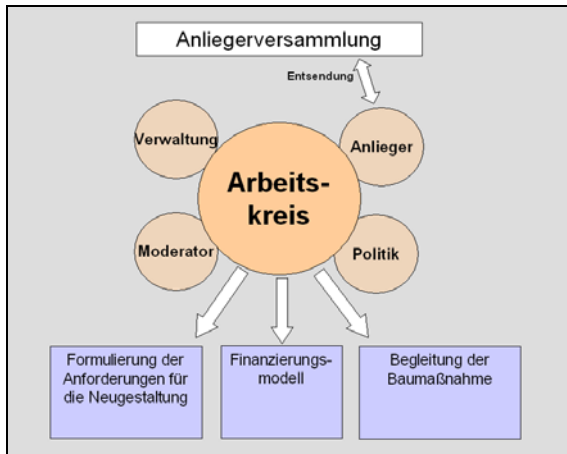 Anliegerversammlung
Entsendung
Verwaltung
Anlieger
Arbeits-
kreis
Moderator
Politik
Formulierung der
Anforderungen für
die Neugestaltung
Finanzierungs-
modell
Begleitung der
Baumaßnahme